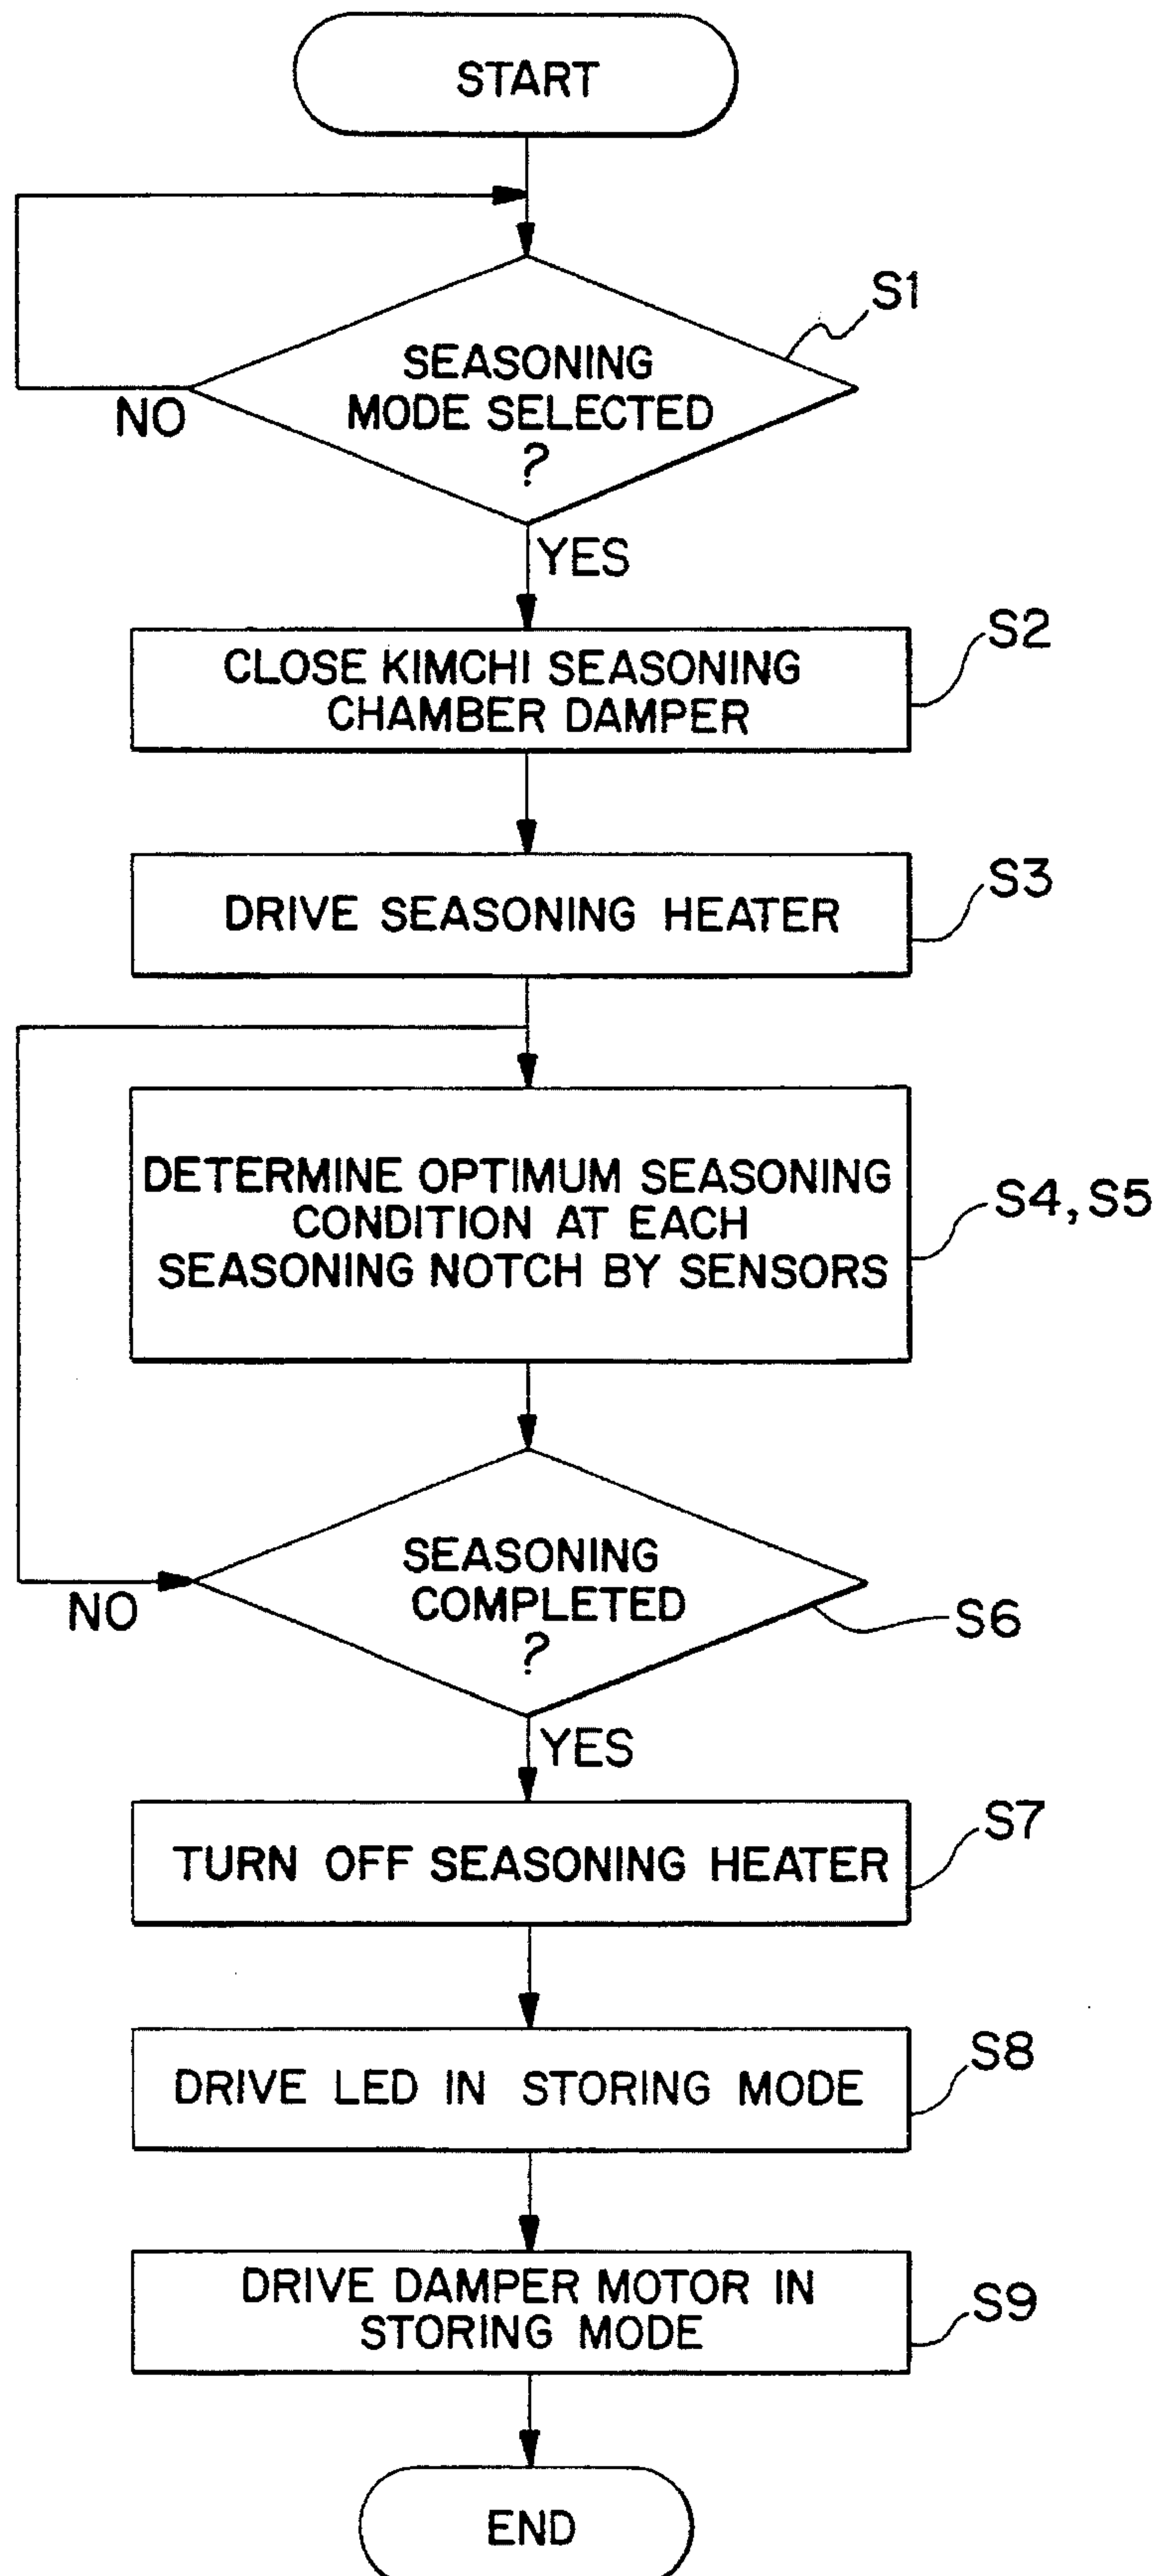 START
S1
SEASONING
MODE SELECTED
?
NO
YES
S2
CLOSE KIMCHI SEASONING
CHAMBER DAMPER
S3
DRIVE SEASONING HEATER
DETERMINE OPTIMUM SEASONING
CONDITION AT EACH
SEASONING NOTCH BY SENSORS
S4, S5
SEASONING
COMPLETED
?
NO
S6
YES
S7
TURN OFF SEASONING HEATER
S8
DRIVE LED IN STORING MODE
DRIVE DAMPER MOTOR IN
STORING MODE
S9
END